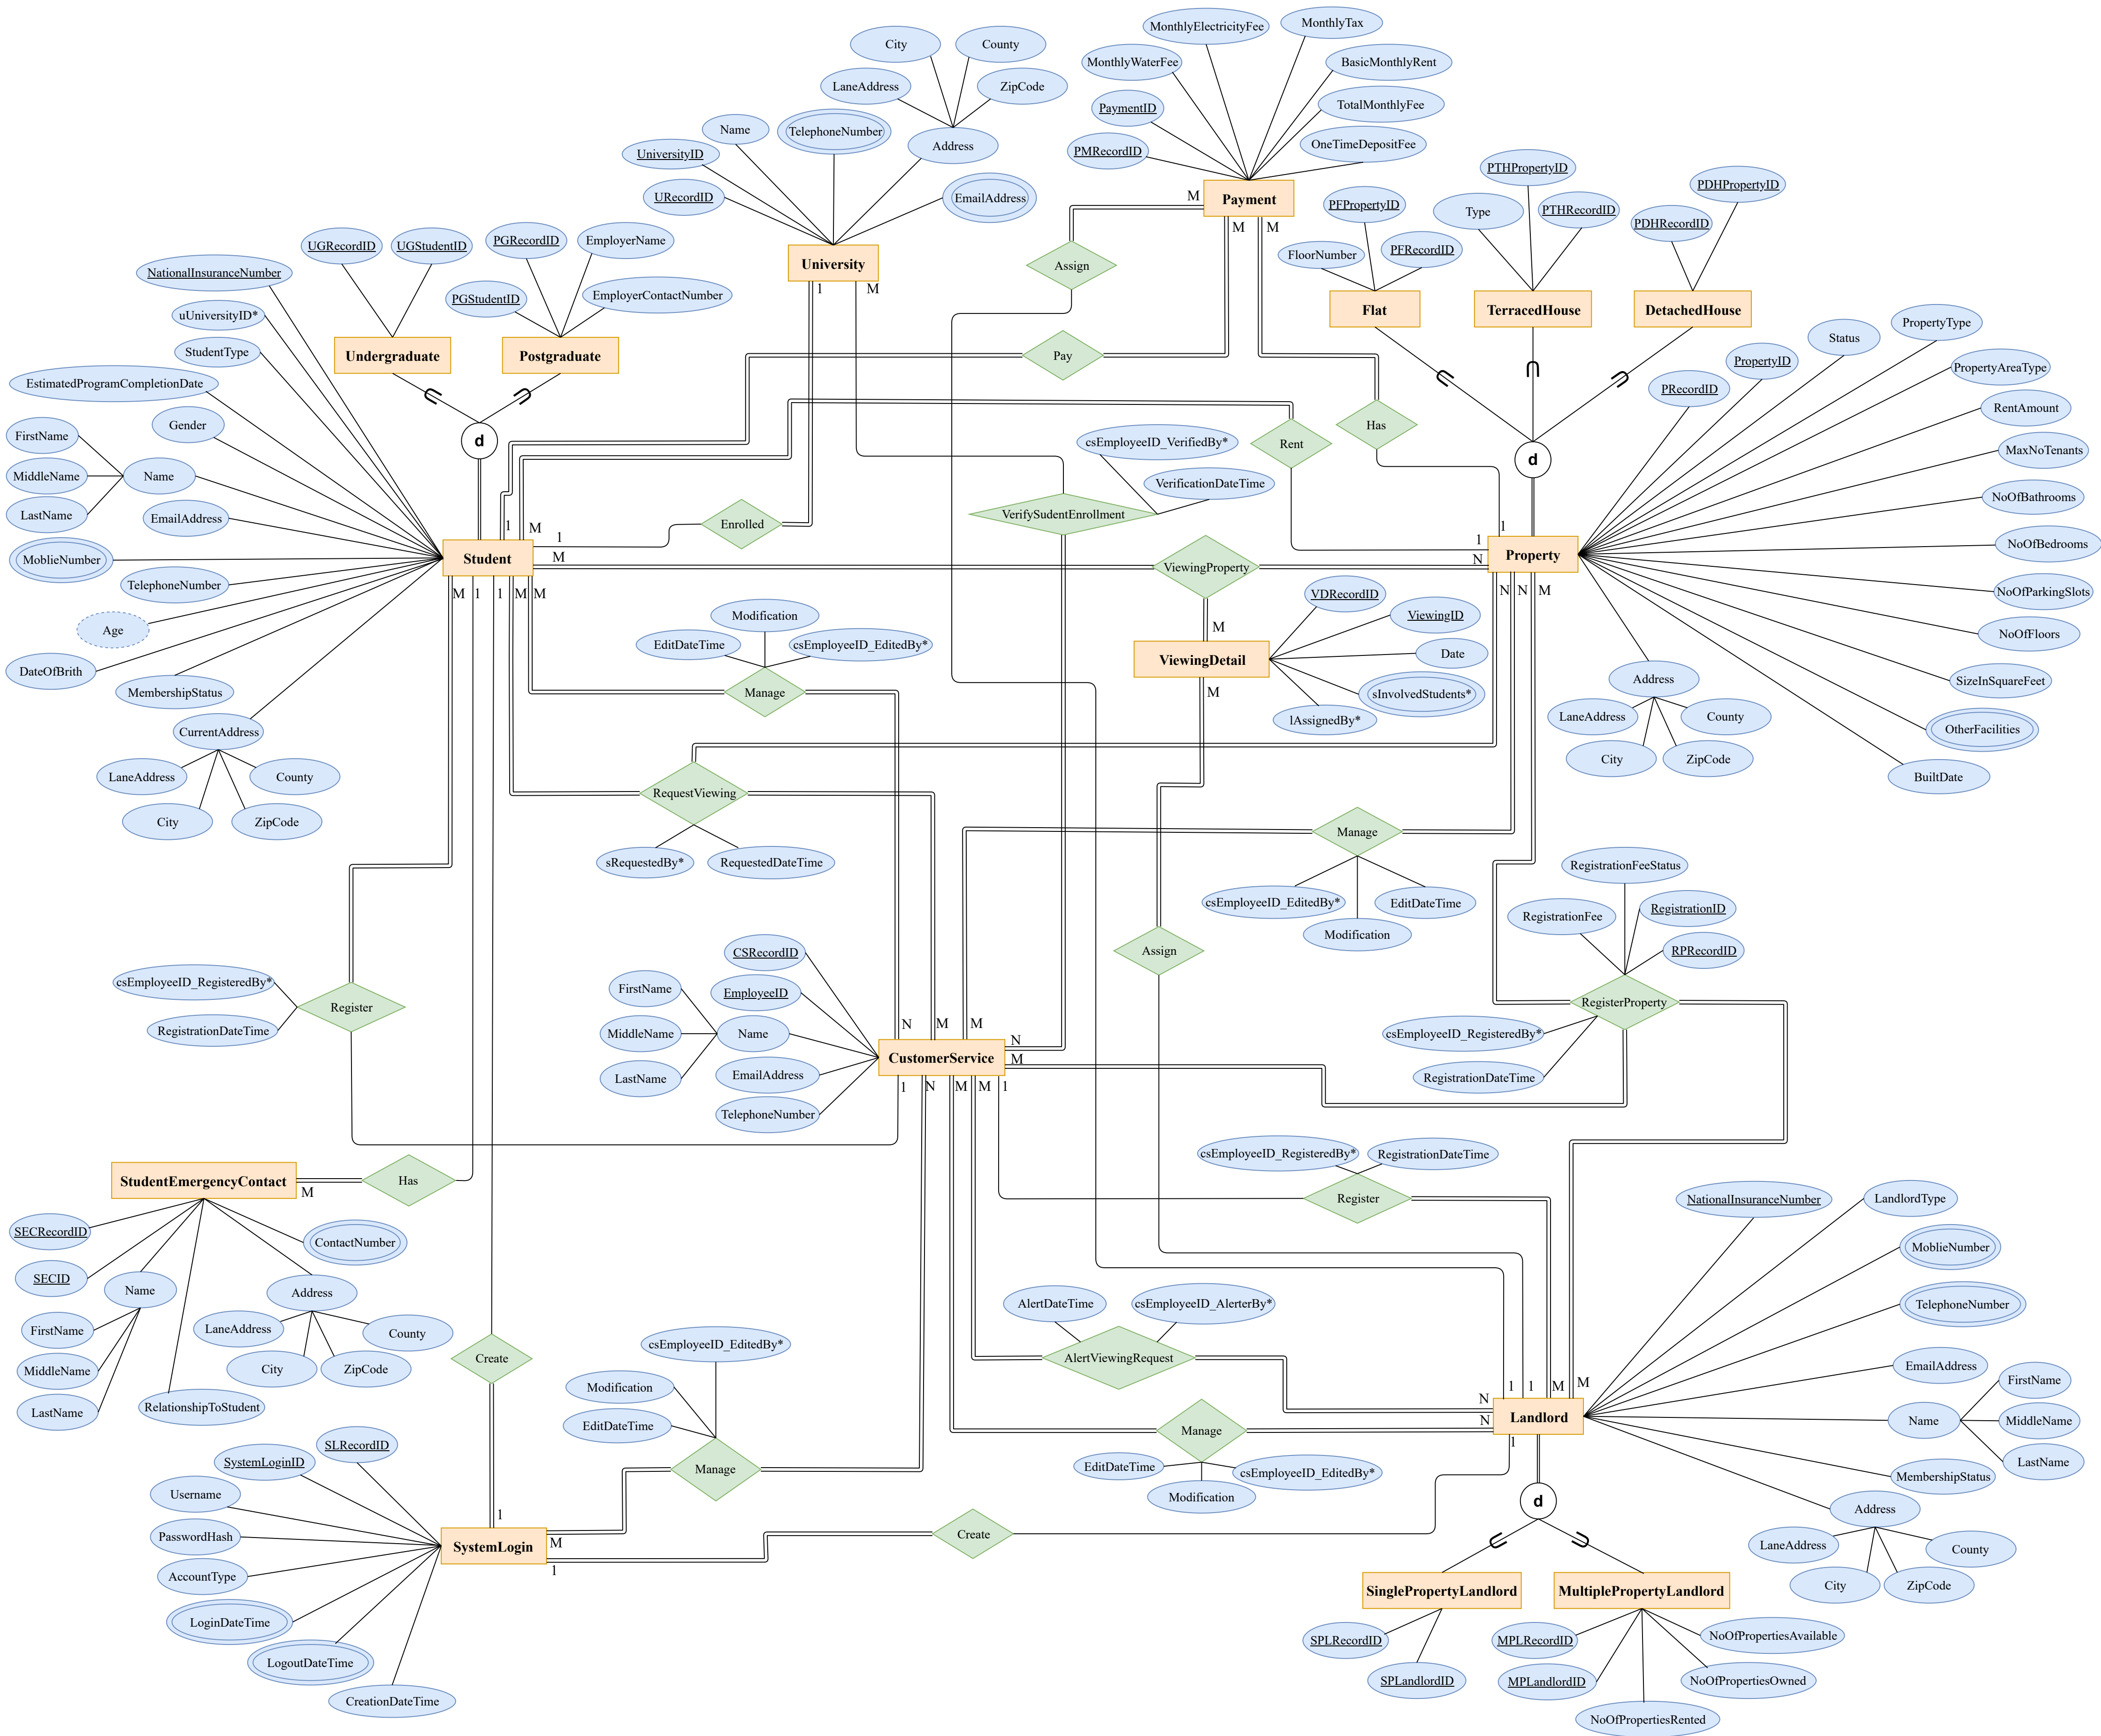 MonthlyElectricityFee
MonthlyTax
City
County
MonthlyWaterFee
BasicMonthlyRent
LaneAddress
ZipCode
PaymentID
TotalMonthlyFee
Name
TelephoneNumber
Address
OneTimeDepositFee
PMRecordID
UniversityID
URecordID
EmailAddress
M
Payment
M
M
University
1
M
Assign
PTHPropertyID
PDHPropertyID
PFPropertyID
Type
PTHRecordID
PDHRecordID
FloorNumber
PFRecordID
Flat
TerracedHouse
DetachedHouse
UGRecordID
UGStudentID
PGRecordID
EmployerName
PGStudentID
EmployerContactNumber
Undergraduate
Postgraduate
d
Pay
Has
Rent
d
NationalInsuranceNumber
uUniversityID*
StudentType
EstimatedProgramCompletionDate
Gender
FirstName
MiddleName
LastName
Name
EmailAddress
MoblieNumber
TelephoneNumber
Age
DateOfBrith
MembershipStatus
CurrentAddress
LaneAddress
County
City
ZipCode
Student
1
M
1
M
M
1
1
M
M
Enrolled
csEmployeeID_VerifiedBy*
VerificationDateTime
VerifySudentEnrollment
ViewingProperty
M
ViewingDetail
M
VDRecordID
ViewingID
Date
sInvolvedStudents*
lAssignedBy*
PropertyType
Status
PropertyID
PRecordID
PropertyAreaType
RentAmount
MaxNoTenants
NoOfBathrooms
NoOfBedrooms
NoOfParkingSlots
NoOfFloors
SizeInSquareFeet
OtherFacilities
BuiltDate
Address
LaneAddress
County
City
ZipCode
1
1
Property
N
N
N
M
Modification
EditDateTime
csEmployeeID_EditedBy*
Manage
RequestViewing
sRequestedBy*
RequestedDateTime
Manage
csEmployeeID_EditedBy*
EditDateTime
Modification
RegistrationFeeStatus
RegistrationFee
RegistrationID
RPRecordID
RegisterProperty
csEmployeeID_RegisteredBy*
RegistrationDateTime
Assign
csEmployeeID_RegisteredBy*
RegistrationDateTime
Register
CSRecordID
EmployeeID
FirstName
MiddleName
LastName
Name
EmailAddress
TelephoneNumber
N
M
M
N
M
CustomerService
1
N
M
M
1
csEmployeeID_RegisteredBy*
RegistrationDateTime
Register
StudentEmergencyContact
M
Has
SECRecordID
SECID
Name
FirstName
MiddleName
LastName
RelationshipToStudent
ContactNumber
Address
LaneAddress
County
City
ZipCode
Create
1
AlertDateTime
csEmployeeID_AlerterBy*
AlertViewingRequest
csEmployeeID_EditedBy*
Modification
EditDateTime
Manage
Manage
EditDateTime
csEmployeeID_EditedBy*
Modification
SLRecordID
SystemLoginID
Username
PasswordHash
AccountType
LoginDateTime
LogoutDateTime
CreationDateTime
SystemLogin
M
1
Create
NationalInsuranceNumber
LandlordType
MoblieNumber
TelephoneNumber
EmailAddress
FirstName
Name
MiddleName
LastName
MembershipStatus
Address
LaneAddress
County
City
ZipCode
1
1
M
M
N
N
Landlord
1
d
SinglePropertyLandlord
MultiplePropertyLandlord
SPLRecordID
SPLandlordID
MPLRecordID
MPLandlordID
NoOfPropertiesAvailable
NoOfPropertiesOwned
NoOfPropertiesRented